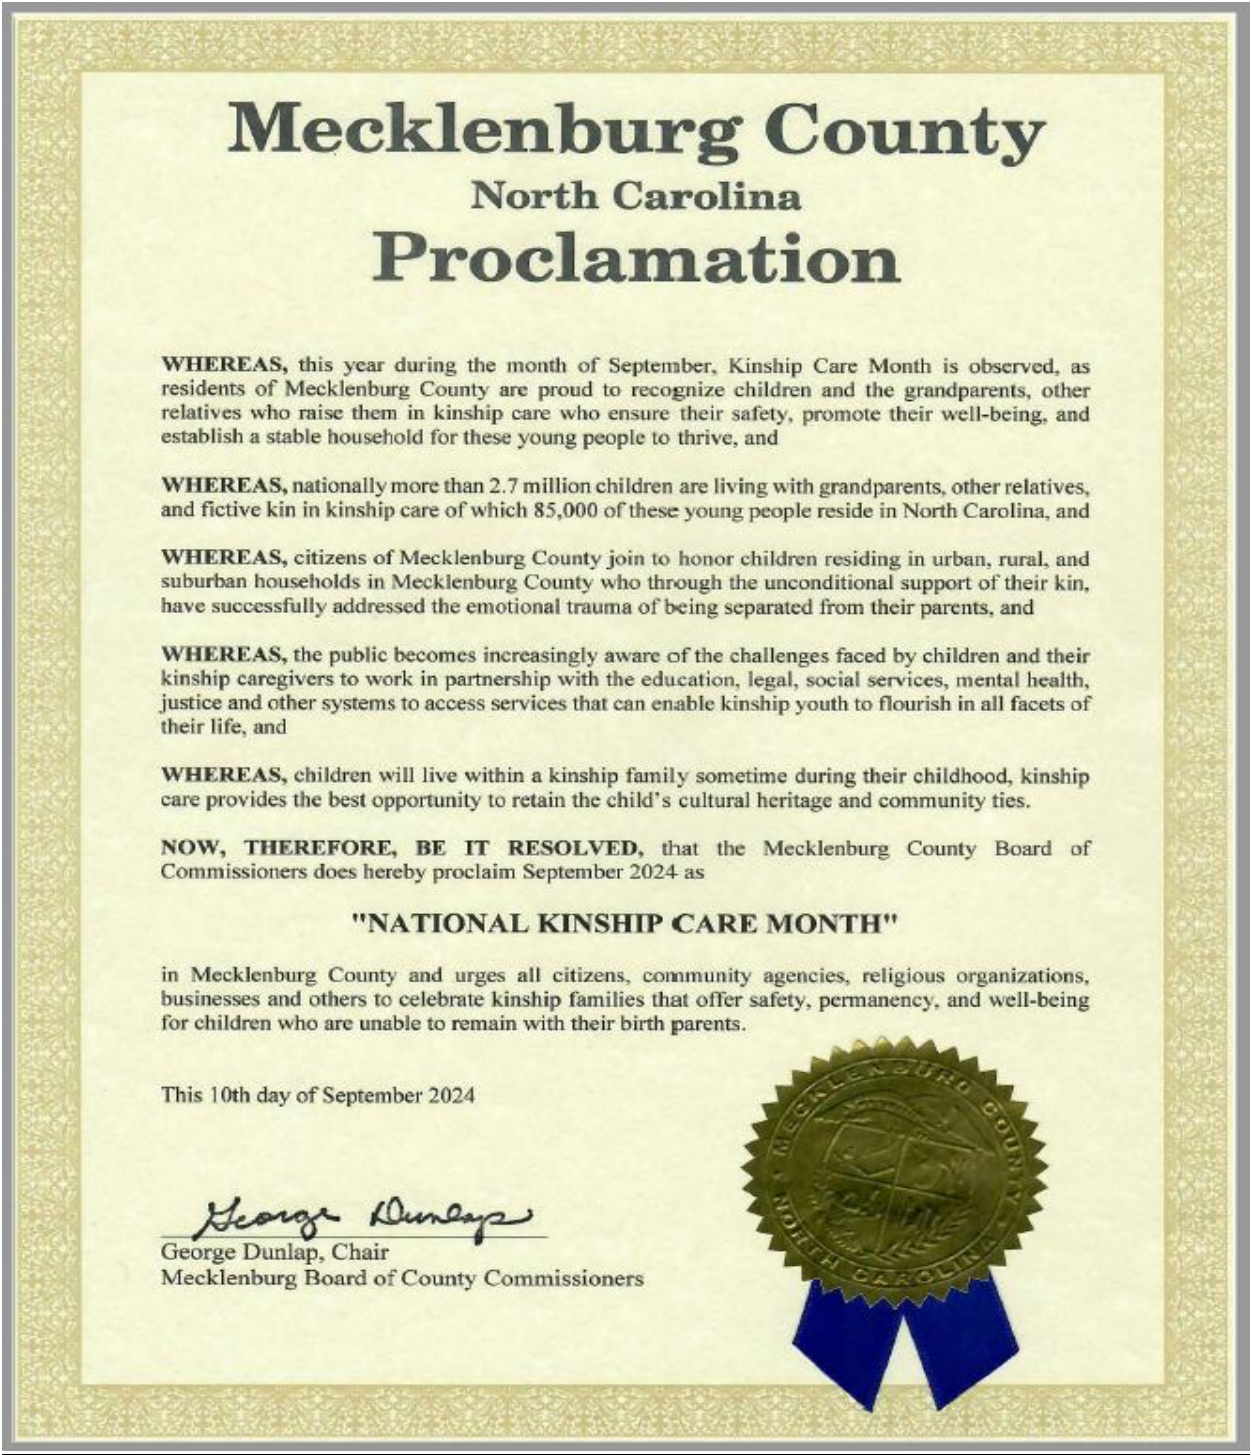 Mecklenburg County
North Carolina
Proclamation
WHEREAS, this year during the month of September, Kinship Care Month is observed, as
residents of Mecklenburg County are proud to recognize children and the grandparents, other
relatives who raise them in kinship care who ensure their safety, promote their well-being, and
establish a stable household for these young people to thrive, and
WHEREAS, nationally more than 2.7 million children are living with grandparents, other relatives,
and fictive kin in kinship care of which 85,000 of these young people reside in North Carolina, and
WHEREAS, citizens of Mecklenburg County join to honor children residing in urban, rural, and
suburban households in Mecklenburg County who through the unconditional support of their kin,
have successfully addressed the emotional trauma of being separated from their parents, and
WHEREAS, the public becomes increasingly aware of the challenges faced by children and their
kinship caregivers to work in partnership with the education, legal, social services, mental health,
justice and other systems to access services that can enable kinship youth to flourish in all facets of
their life, and
WHEREAS, children will live within a kinship family sometime during their childhood, kinship
care provides the best opportunity to retain the child's cultural heritage and community ties.
NOW, THEREFORE, BE IT RESOLVED, that the Mecklenburg County Board of
Commissioners does hereby proclaim September 2024 as
"NATIONAL KINSHIP CARE MONTH"
in Mecklenburg County and urges all citizens, community agencies, religious organizations,
businesses and others to celebrate kinship families that offer safety, permanency, and well-being
for children who are unable to remain with their birth parents.
This 10th day of September 2024
George Dunlap
George Dunlap, Chair
Mecklenburg Board of County Commissioners
MECKLENBURG COUNTY
NORTH CAROLINA